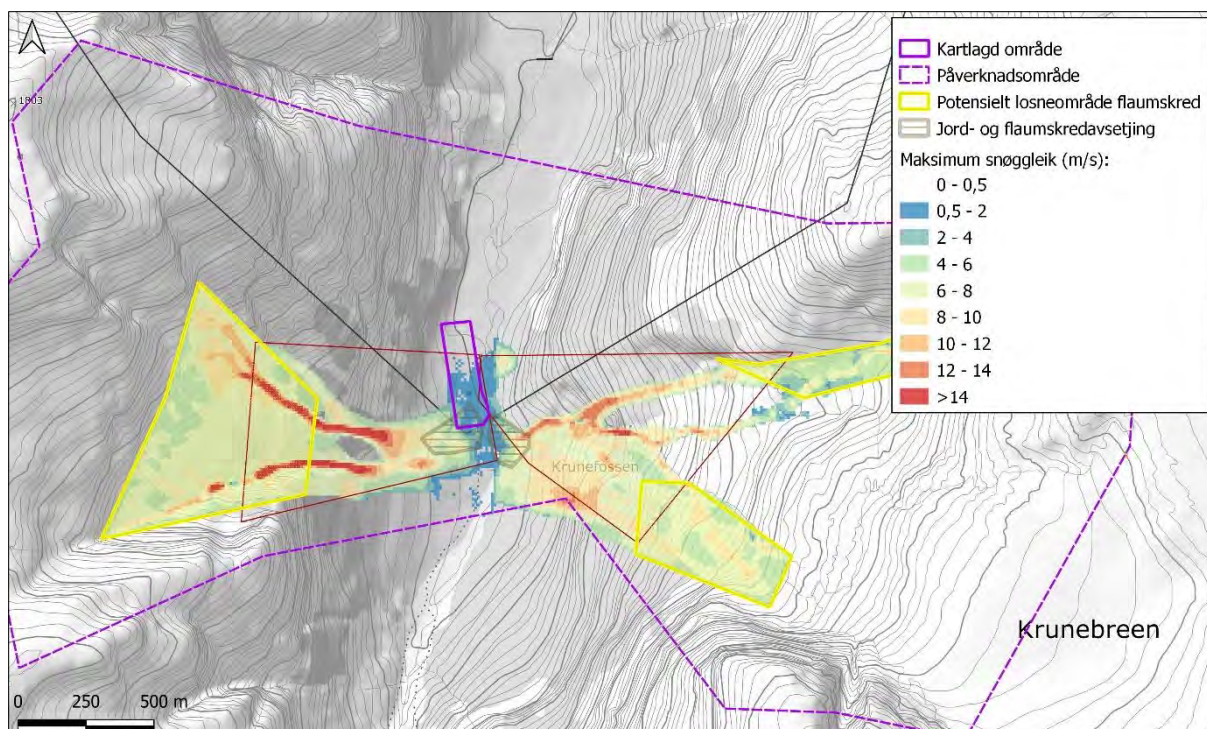 Kartlagd område
Påverknadsområde
Potensielt losneområde flaumskred
Jord- og flaumskredavsetjing
Maksimum snøggleik (m/s):
0 - 0,5
0,5 - 2
2 - 4
4 - 6
6 - 8
8 - 10
10 - 12
12 - 14
>14
1803
Krunefossen
Krunebreen
0 250 500 m